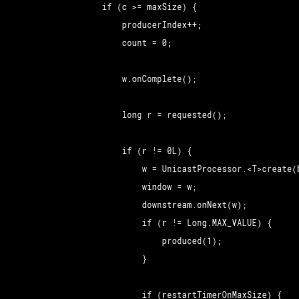 if (c >= maxSize) {
producerIndex++;
count = 0;
w.onComplete();
long r = requested();
if (r != 0L) {
w = UnicastProcessor.<T>create(
window = w;
downstream.onNext(w);
if (r != Long.MAX_VALUE) {
produced(1);
}
if (restartTimerOnMaxSize) {